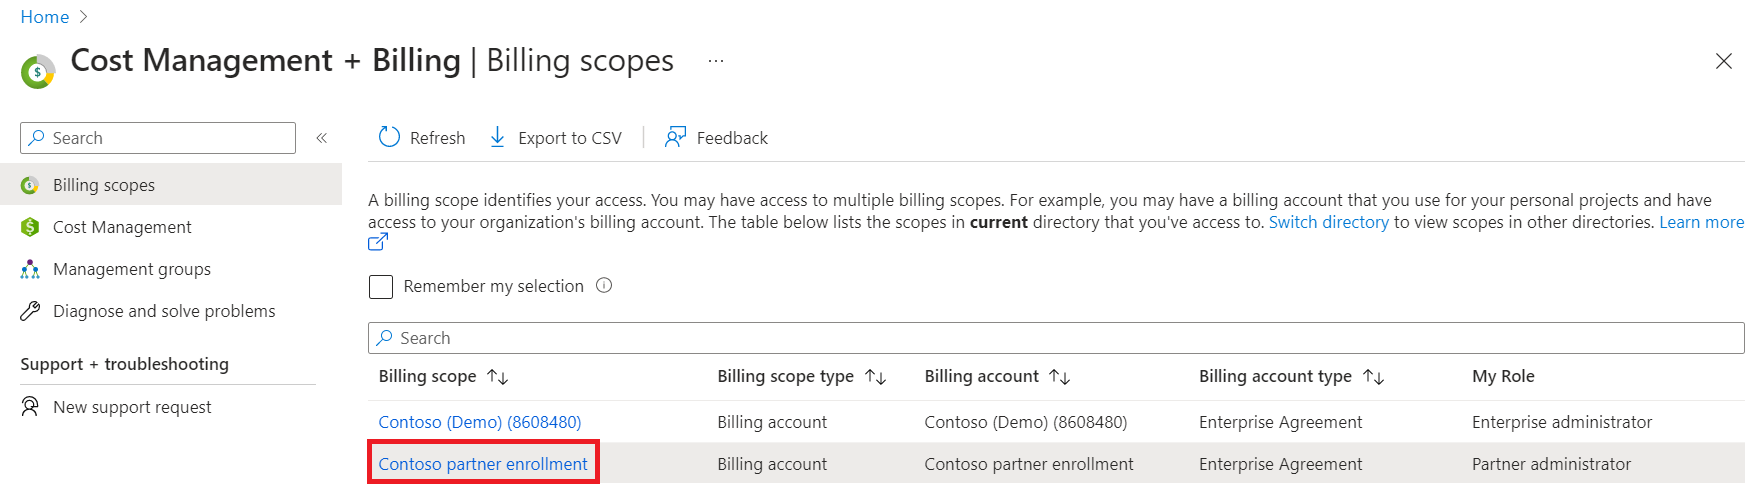 Home
Cost Management + Billing | Billing scopes ...
Search
Billing scopes
Cost Management
Management groups
Diagnose and solve problems
Support + troubleshooting
New support request
Refresh Export to CSV Feedback
A billing scope identifies your access. You may have access to multiple billing scopes. For example, you may have a billing account that you use for your personal projects and have
access to your organization's billing account. The table below lists the scopes in current directory that you've access to. Switch directory to view scopes in other directories. Learn more
Remember my selection
Search
Billing scope Billing scope type Billing account Billing account type My Role
Contoso (Demo) (8608480) Billing account Contoso (Demo) (8608480) Enterprise Agreement Enterprise administrator
Contoso partner enrollment Billing account Contoso partner enrollment Enterprise Agreement Partner administrator